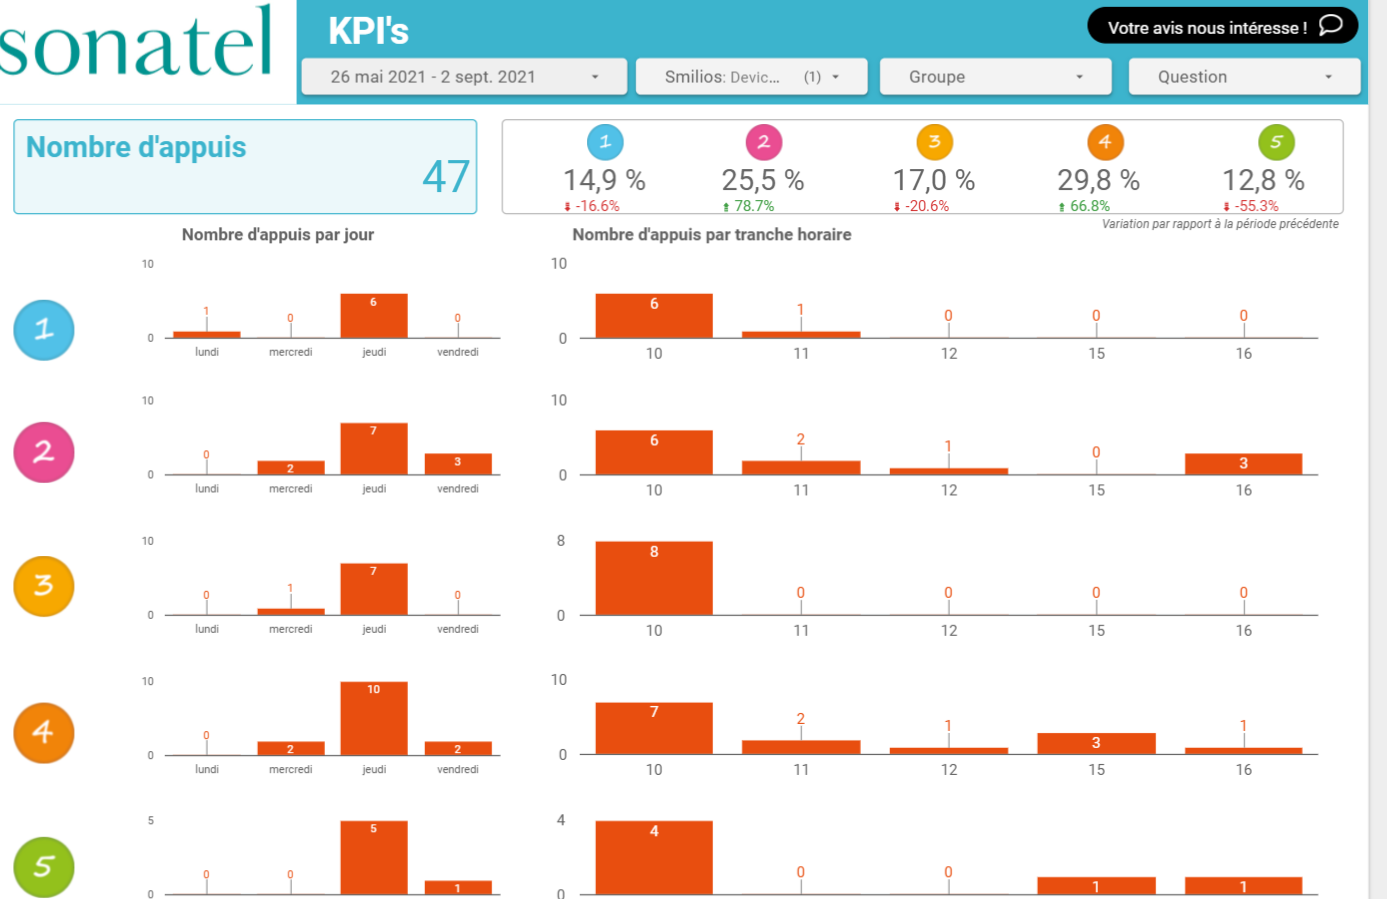 sonatel
KPI's
Votre avis nous intéresse !
26 mai 2021 - 2 sept. 2021
Smilios: Devic... (1)
Groupe
Question
Nombre d'appuis
47
1 2 3 4 5
14,9 % 25,5 % 17,0 % 29,8 % 12,8 %
-16.6% 78.7% -20.6% 66.8% -55.3%
Variation par rapport à la période précédente
Nombre d'appuis par jour
Nombre d'appuis par tranche horaire
1
10
0
1 0 6 0
lundi mercredi jeudi vendredi
10
0
6 1 0 0 0
10 11 12 15 16
2
10
0
0 2 7 3
lundi mercredi jeudi vendredi
10
0
6 2 1 0 3
10 11 12 15 16
3
10
0
0 1 7 0
lundi mercredi jeudi vendredi
8
0
8 0 0 0 0
10 11 12 15 16
4
10
0
0 2 10 2
lundi mercredi jeudi vendredi
10
0
7 2 1 3 1
10 11 12 15 16
5
5
0
0 0 5 1
4
0
4 0 0 1 1